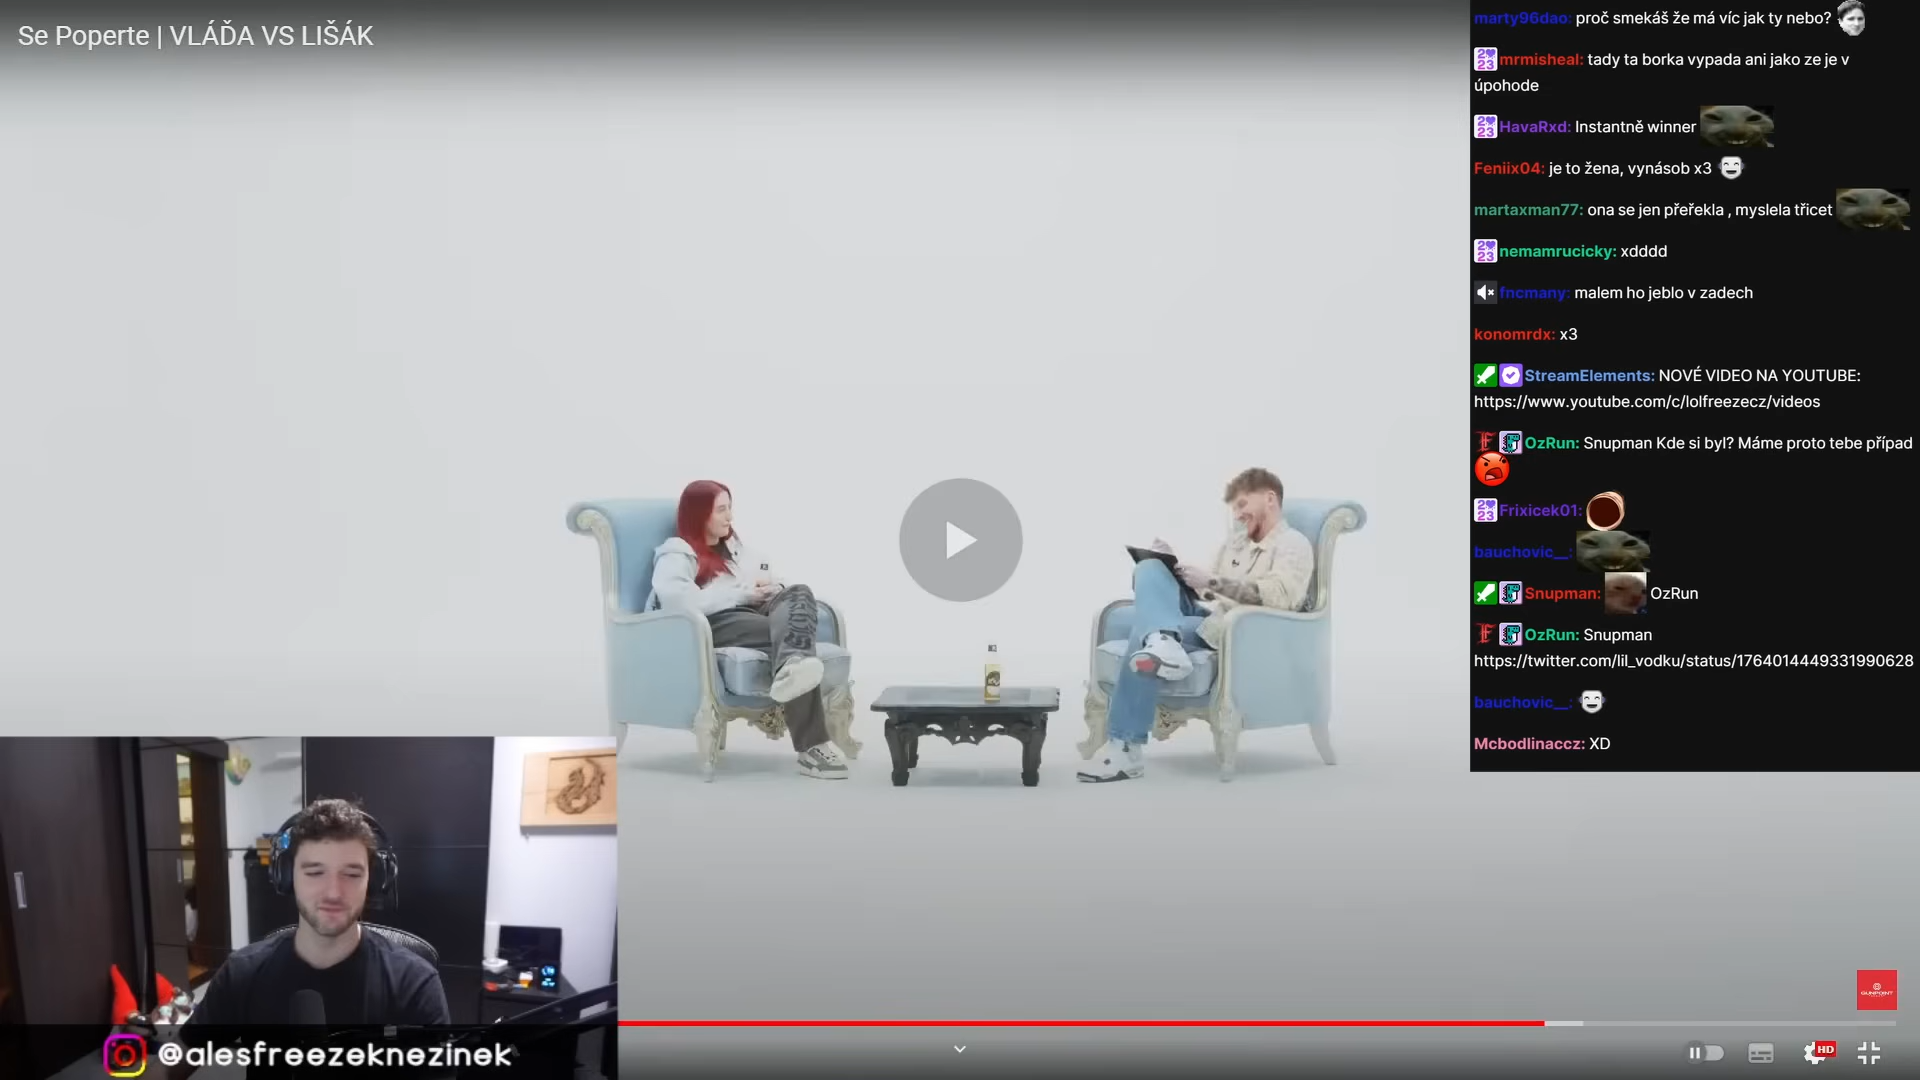 Se Poperte | VLÁĎA VS LIŠÁK
marty96dao: proč smekáš že má víc jak ty nebo?
mrmisheal: tady ta borka vypada ani jako ze je v
úpohode
HavaRxd: Instantně winner
Feniix04: je to žena, vynásob x3
martaxman77: ona se jen přeřekla , myslela třicet
nemamrucicky: xdddd
fncmany: malem ho jeblo v zadech
konomrdx: x3
StreamElements: NOVÉ VIDEO NA YOUTUBE:
https://www.youtube.com/c/lolfreezecz/videos
OzRun: Snupman Kde si byl? Máme proto tebe případ
Frixicek01:
bauchovic__:
Snupman: OzRun
OzRun: Snupman
https://twitter.com/lil_vodku/status/1764014449331990628
bauchovic__:
Mcbodlinaccz: XD
GUNPOINT
@alesfreezeknezinek
HD